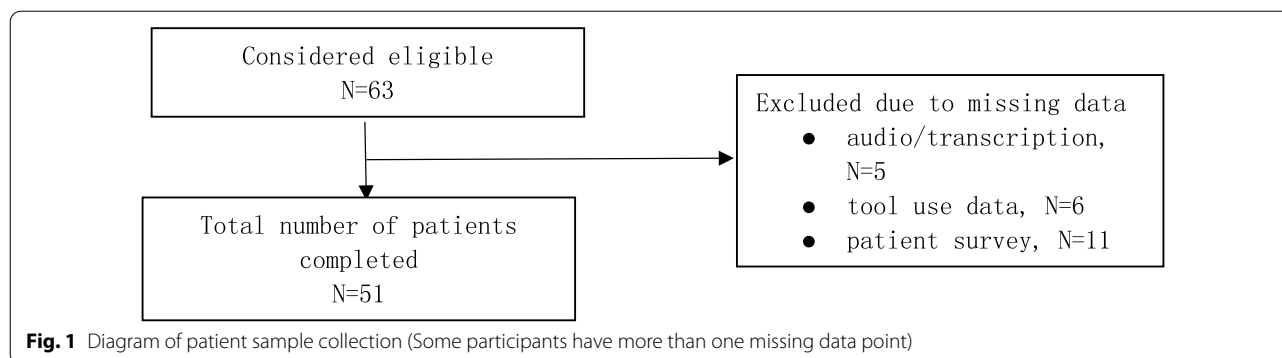 Considered eligible
N=63
Excluded due to missing data
● audio/transcription,
N=5
● tool use data, N=6
● patient survey, N=11
Total number of patients
completed
N=51
Fig. 1 Diagram of patient sample collection (Some participants have more than one missing data point)